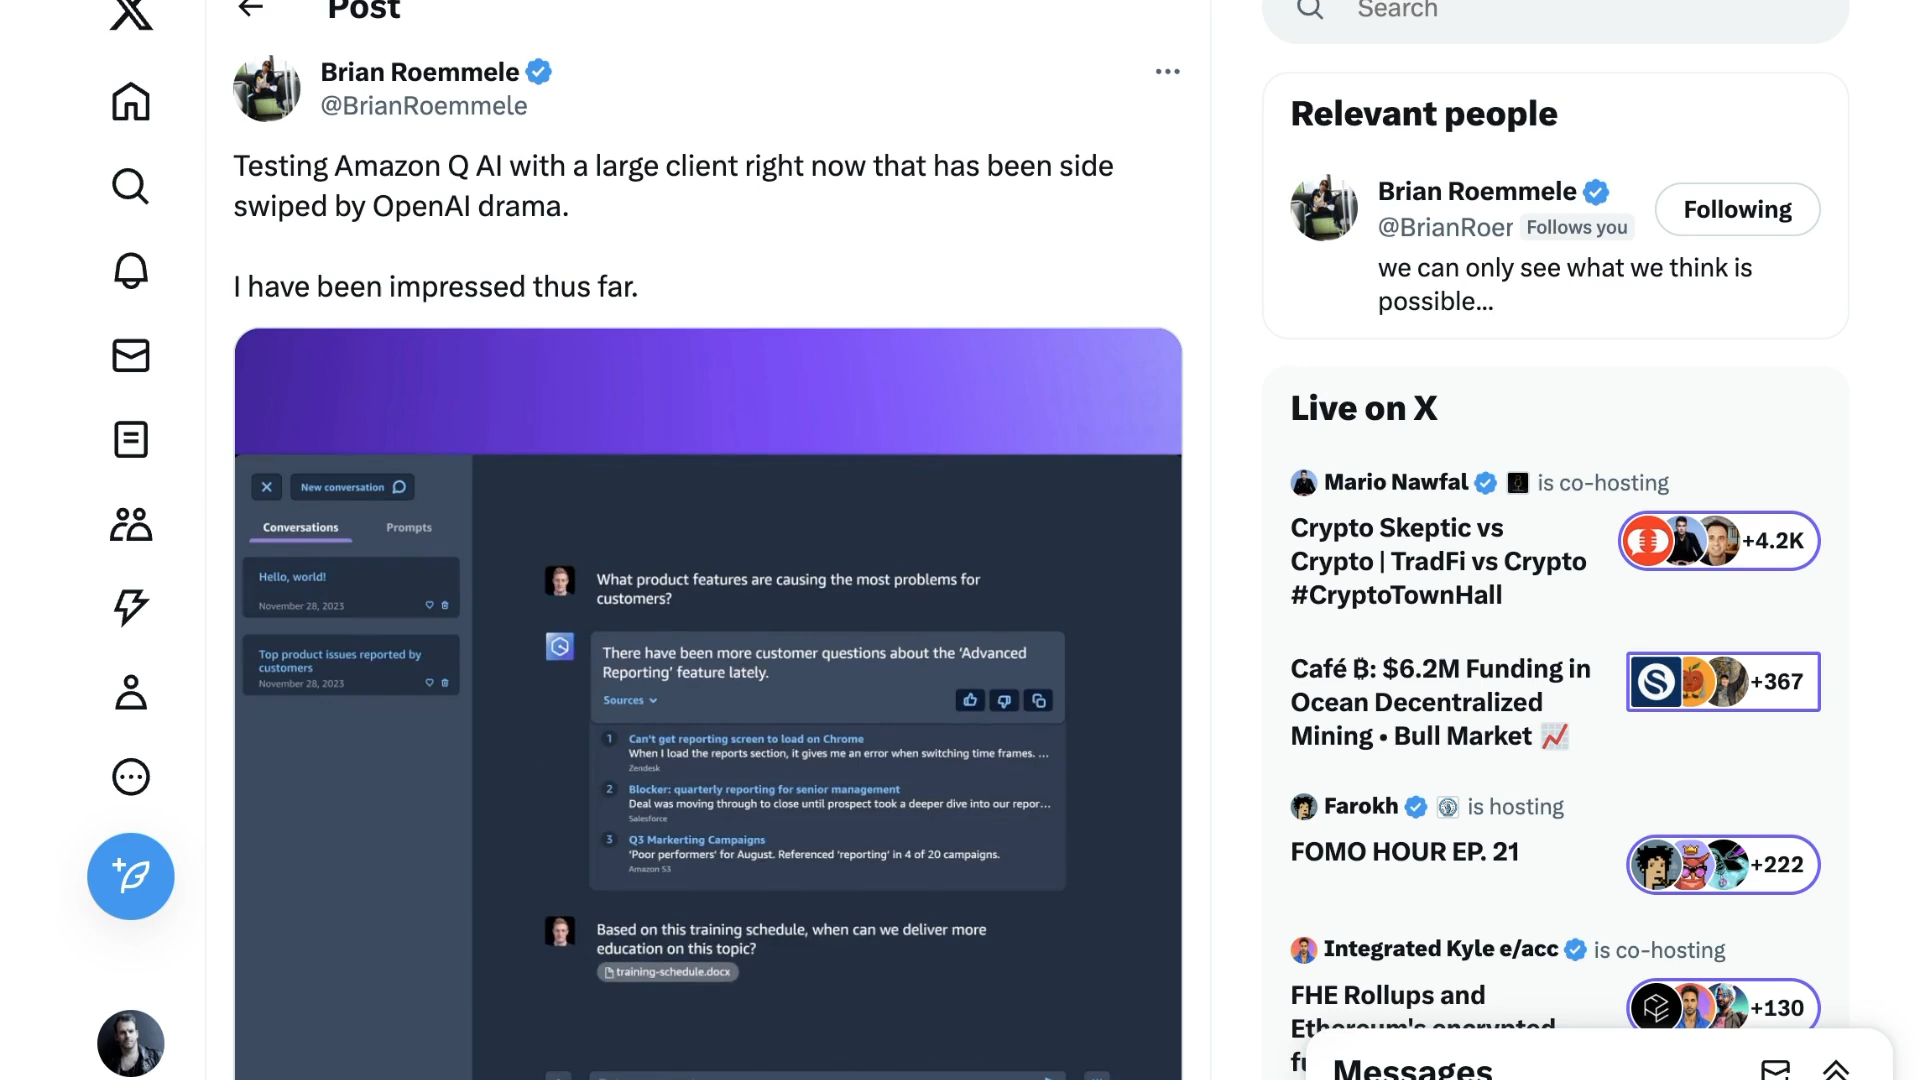 Post
Brian Roemmele
@BrianRoemmele
Testing Amazon Q AI with a large client right now that has been side
swiped by OpenAI drama.
I have been impressed thus far.
New conversation
Conversations
Prompts
Hello, world!
November 28, 2023
Top product issues reported by
customers
November 28, 2023
What product features are causing the most problems for
customers?
There have been more customer questions about the ‘Advanced
Reporting’ feature lately.
Sources
1 Can't get reporting screen to load on Chrome
When I load the reports section, it gives me an error when switching time frames. ...
Zendesk
2 Blocker: quarterly reporting for senior management
Deal was moving through to close until prospect took a deeper dive into our repor...
Salesforce
3 Q3 Markerting Campaigns
‘Poor performers’ for August. Referenced ‘reporting’ in 4 of 20 campaigns.
Amazon S3
Based on this training schedule, when can we deliver more
education on this topic?
training-schedule.docx
Search
Relevant people
Brian Roemmele
@BrianRoer Follows you
Following
we can only see what we think is
possible...
Live on X
Mario Nawfal is co-hosting
Crypto Skeptic vs
Crypto | TradFi vs Crypto
#CryptoTownHall
+4.2K
Café ₿: $6.2M Funding in
Ocean Decentralized
Mining • Bull Market 📈
+367
Farokh is hosting
FOMO HOUR EP. 21
+222
Integrated Kyle e/acc is co-hosting
FHE Rollups and
Ethereum's encrypted
+130
Messages